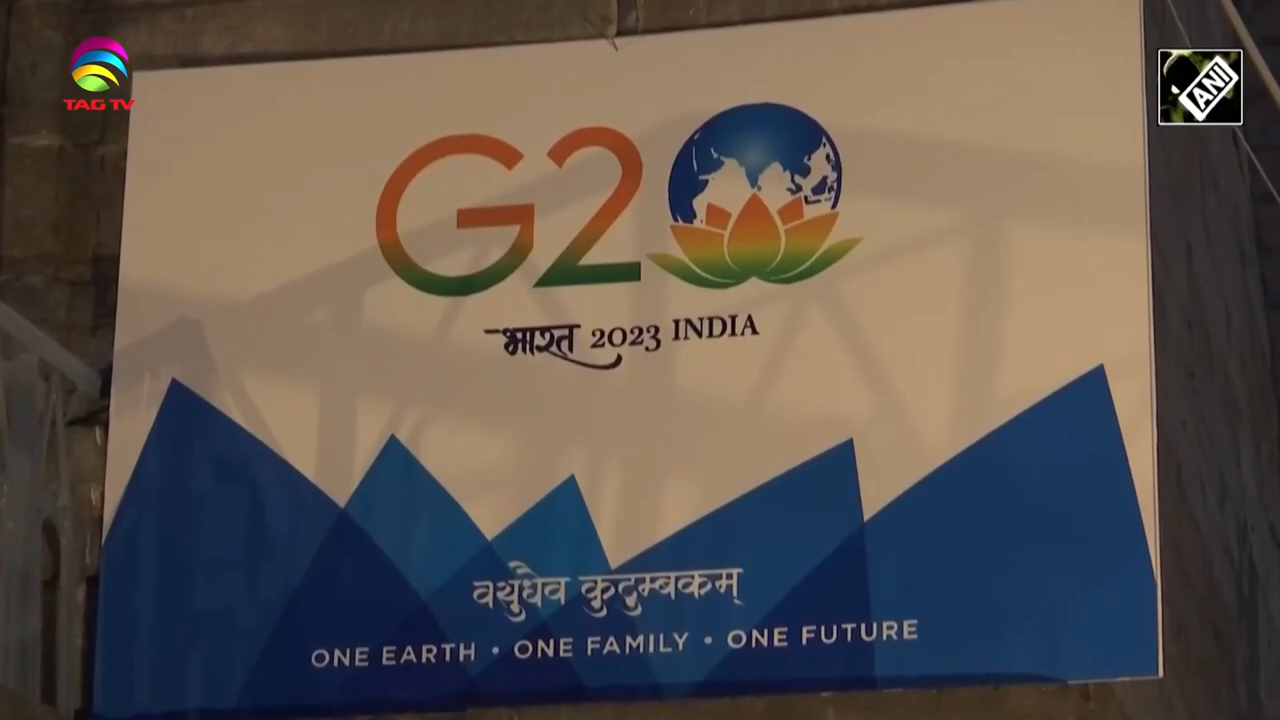 TAG TV
ANI
G20
भारत 2023 INDIA
वसुधैव कुटुम्बकम्
ONE EARTH • ONE FAMILY • ONE FUTURE